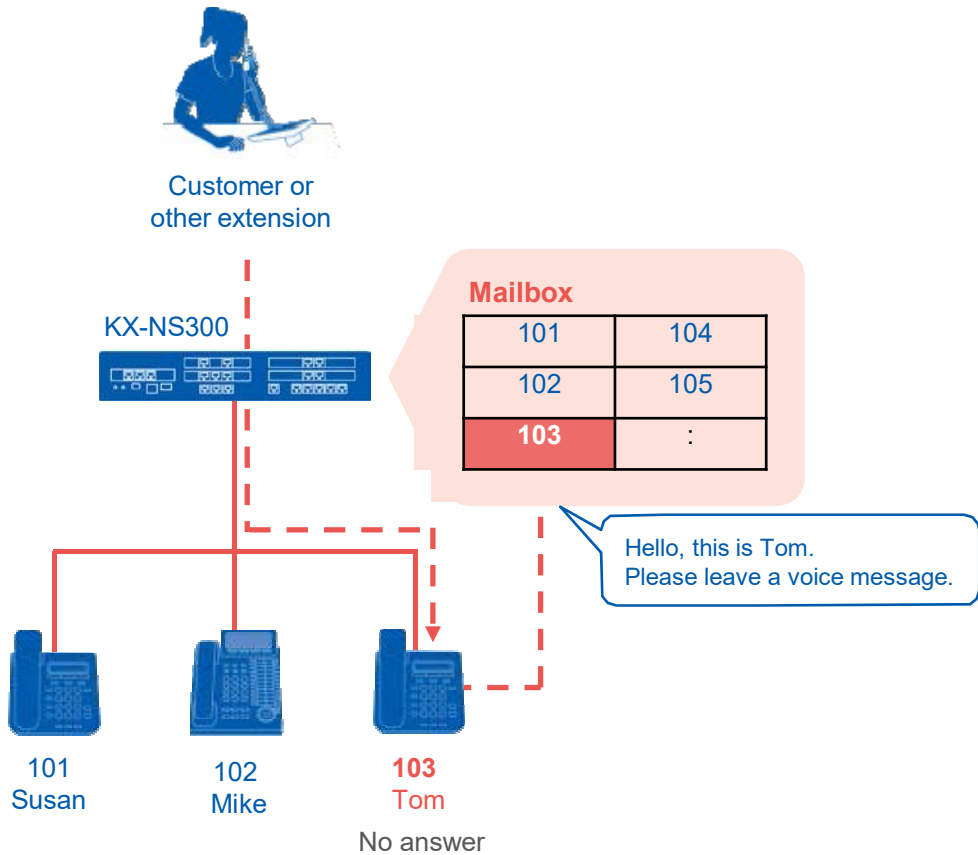 Customer or
other extension
KX-NS300
Mailbox
101 104
102 105
103 :
Hello, this is Tom.
Please leave a voice message.
101
Susan
102
Mike
103
Tom
No answer